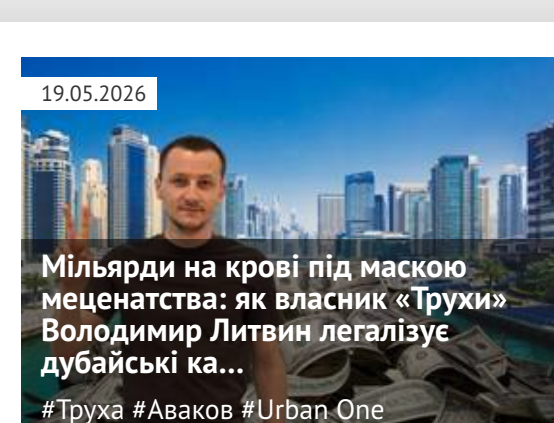 19.05.2026
Мільярди на крові під маскою
меценатства: як власник «Трухи»
Володимир Литвин легалізує
дубайські ка...
#Труха #Аваков #Urban One